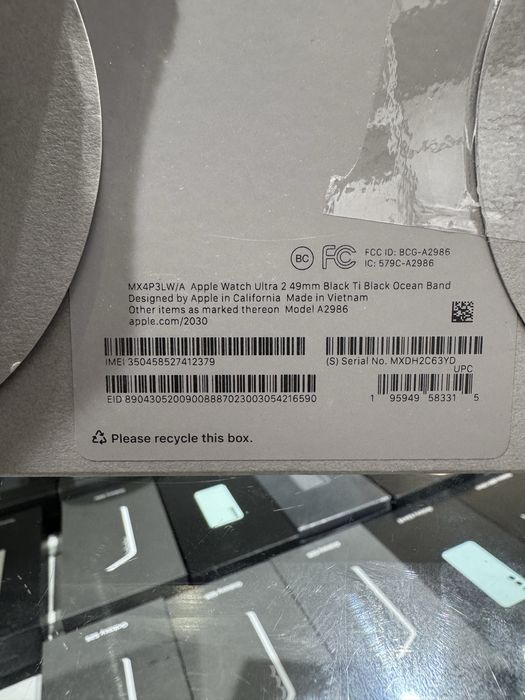 BC FC FCC ID: BCG-A2986
IC: 579C-A2986
MX4P3LW/A Apple Watch Ultra 2 49mm Black Ti Black Ocean Band
Designed by Apple in California Made in Vietnam
Other items as marked thereon Model A2986
apple.com/2030
IMEI 350458527412379
(S) Serial No. MXDH2C63YD
UPC
EID 89043052009008887023003054216590
1 95949 58331 5
Please recycle this box.